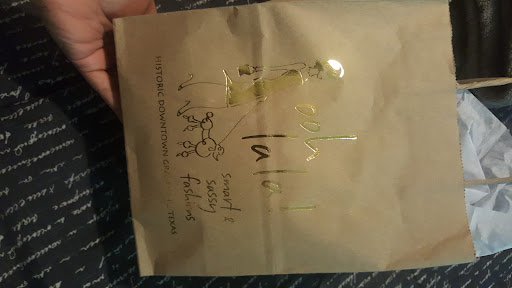 ooh
la la!
smart &
sassy
fashions
HISTORIC DOWNTOWN TEXAS